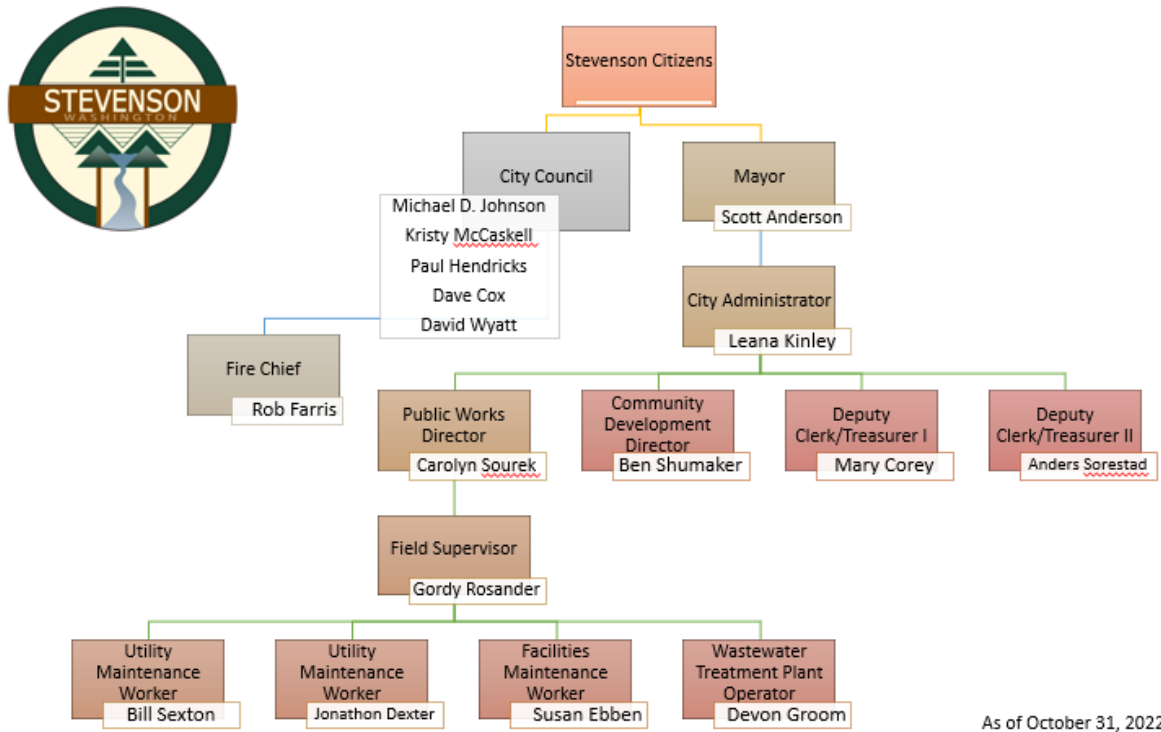 STEVENSON
WASHINGTON
Stevenson Citizens
City Council
Michael D. Johnson
Kristy McCaskell
Paul Hendricks
Dave Cox
David Wyatt
Mayor
Scott Anderson
City Administrator
Leana Kinley
Fire Chief
Rob Farris
Public Works
Director
Carolyn Sourek
Community
Development
Director
Ben Shumaker
Deputy
Clerk/Treasurer I
Mary Corey
Deputy
Clerk/Treasurer II
Anders Sorestad
Field Supervisor
Gordy Rosander
Utility
Maintenance
Worker
Bill Sexton
Utility
Maintenance
Worker
Jonathon Dexter
Facilities
Maintenance
Worker
Susan Ebben
Wastewater
Treatment Plant
Operator
Devon Groom
As of October 31, 2022